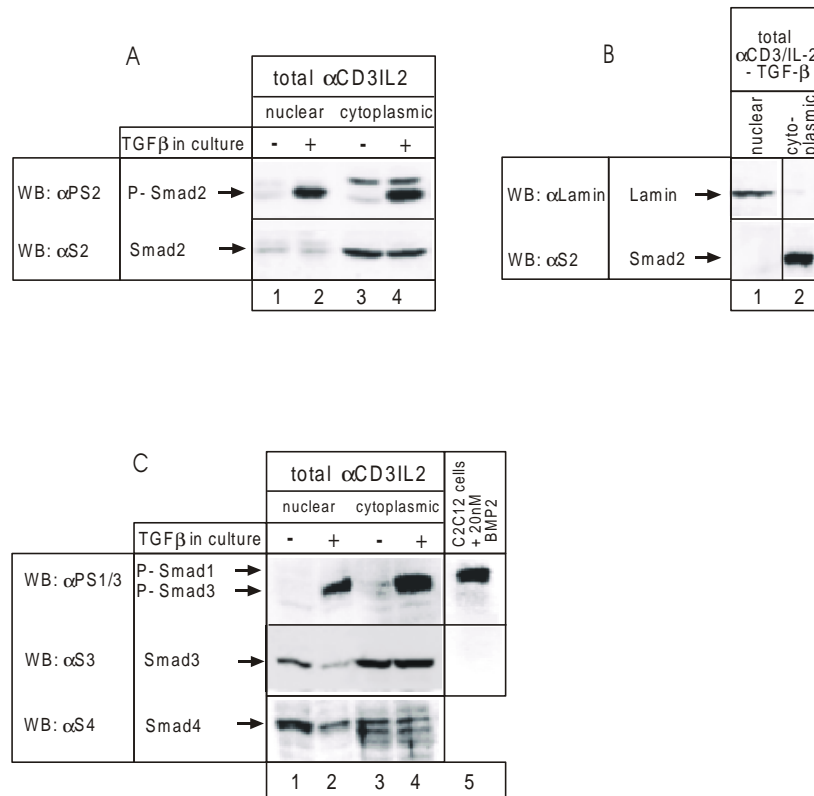 A
total αCD3IL2
nuclear cytoplasmic
TGFβ in culture - + - +
WB: αPS2 P- Smad2
WB: αS2 Smad2
1 2 3 4
B
total
αCD3/IL-2
- TGF-β
nuclear
cyto-
plasmic
WB: αLamin Lamin
WB: αS2 Smad2
1 2
C
total αCD3IL2
nuclear cytoplasmic
C2C12 cells
+ 20nM
BMP2
TGFβ in culture - + - +
WB: αPS1/3
P- Smad1
P- Smad3
WB: αS3 Smad3
WB: αS4 Smad4
1 2 3 4 5